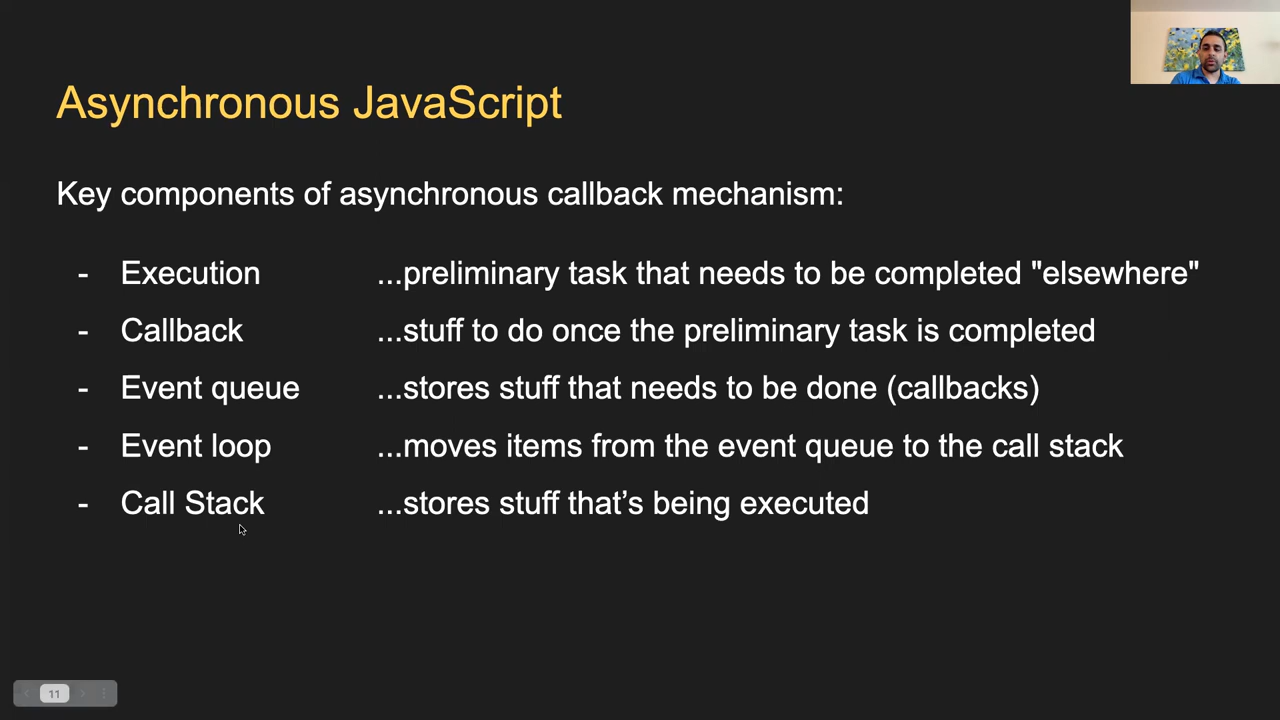 Asynchronous JavaScript
Key components of asynchronous callback mechanism:
- Execution ...preliminary task that needs to be completed "elsewhere"
- Callback ...stuff to do once the preliminary task is completed
- Event queue ...stores stuff that needs to be done (callbacks)
- Event loop ...moves items from the event queue to the call stack
- Call Stack ...stores stuff that’s being executed
11